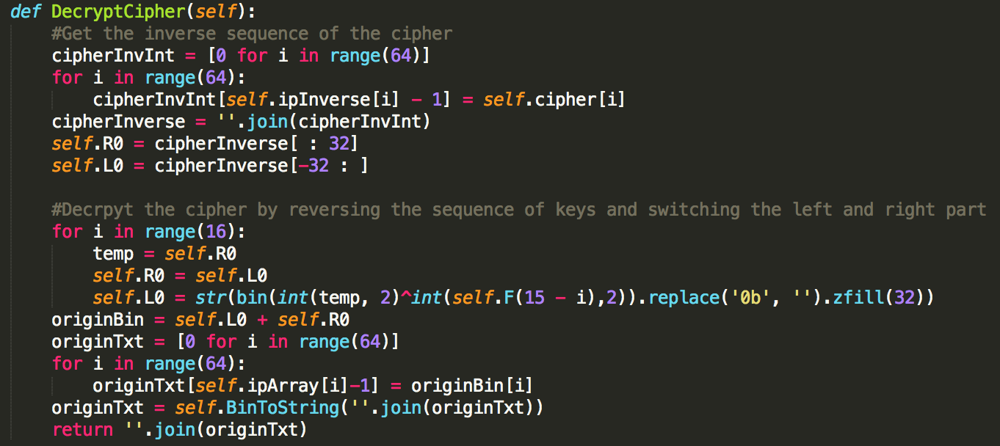 def DecryptCipher(self):
    #Get the inverse sequence of the cipher
    cipherInvInt = [0 for i in range(64)]
    for i in range(64):
        cipherInvInt[self.ipInverse[i] - 1] = self.cipher[i]
    cipherInverse = ''.join(cipherInvInt)
    self.R0 = cipherInverse[ : 32]
    self.L0 = cipherInverse[-32 : ]

    #Decrpyt the cipher by reversing the sequence of keys and switching the left and right part
    for i in range(16):
        temp = self.R0
        self.R0 = self.L0
        self.L0 = str(bin(int(temp, 2)^int(self.F(15 - i),2)).replace('0b', '').zfill(32))
    originBin = self.L0 + self.R0
    originTxt = [0 for i in range(64)]
    for i in range(64):
        originTxt[self.ipArray[i]-1] = originBin[i]
    originTxt = self.BinToString(''.join(originTxt))
    return ''.join(originTxt)